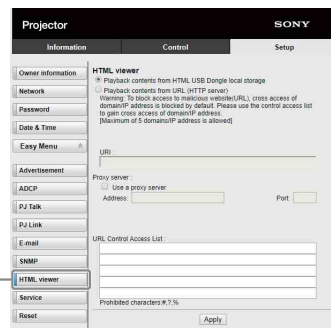 Projector
SONY
Information
Control
Setup
Owner information
Network
Password
Date & Time
Easy Menu
Advertisement
ADCP
PJ Talk
PJ Link
E-mail
SNMP
HTML viewer
Service
Reset
HTML viewer
Playback contents from HTML USB Dongle local storage
Playback contents from URL (HTTP server)
Warning: To block access to malicious website(URL), cross access of
domain/IP address is blocked by default. Please use the control access list
to gain cross access of domain/IP address.
[Maximum of 5 domains/IP address is allowed]
URI :
Proxy server :
Use a proxy server
Address:
Port:
URL Control Access List :
Prohibited characters:#,?,%
Apply